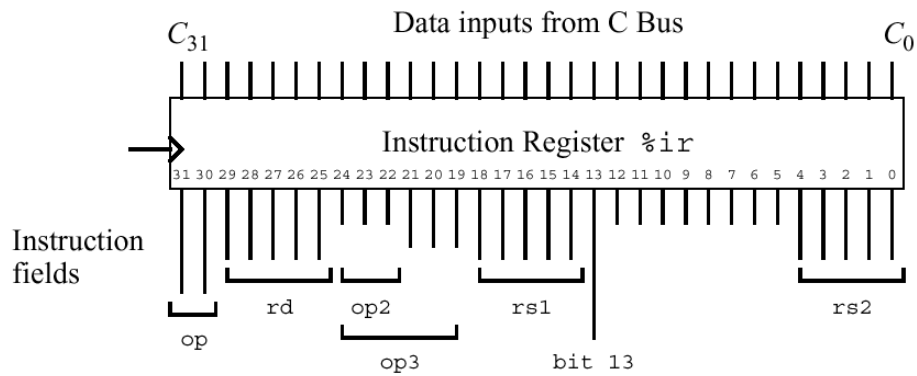 Data inputs from C Bus
C31 C0
Instruction Register %ir
31 30 29 28 27 26 25 24 23 22 21 20 19 18 17 16 15 14 13 12 11 10 9 8 7 6 5 4 3 2 1 0
Instruction
fields
rd op2 rs1 rs2
op
op3 bit 13